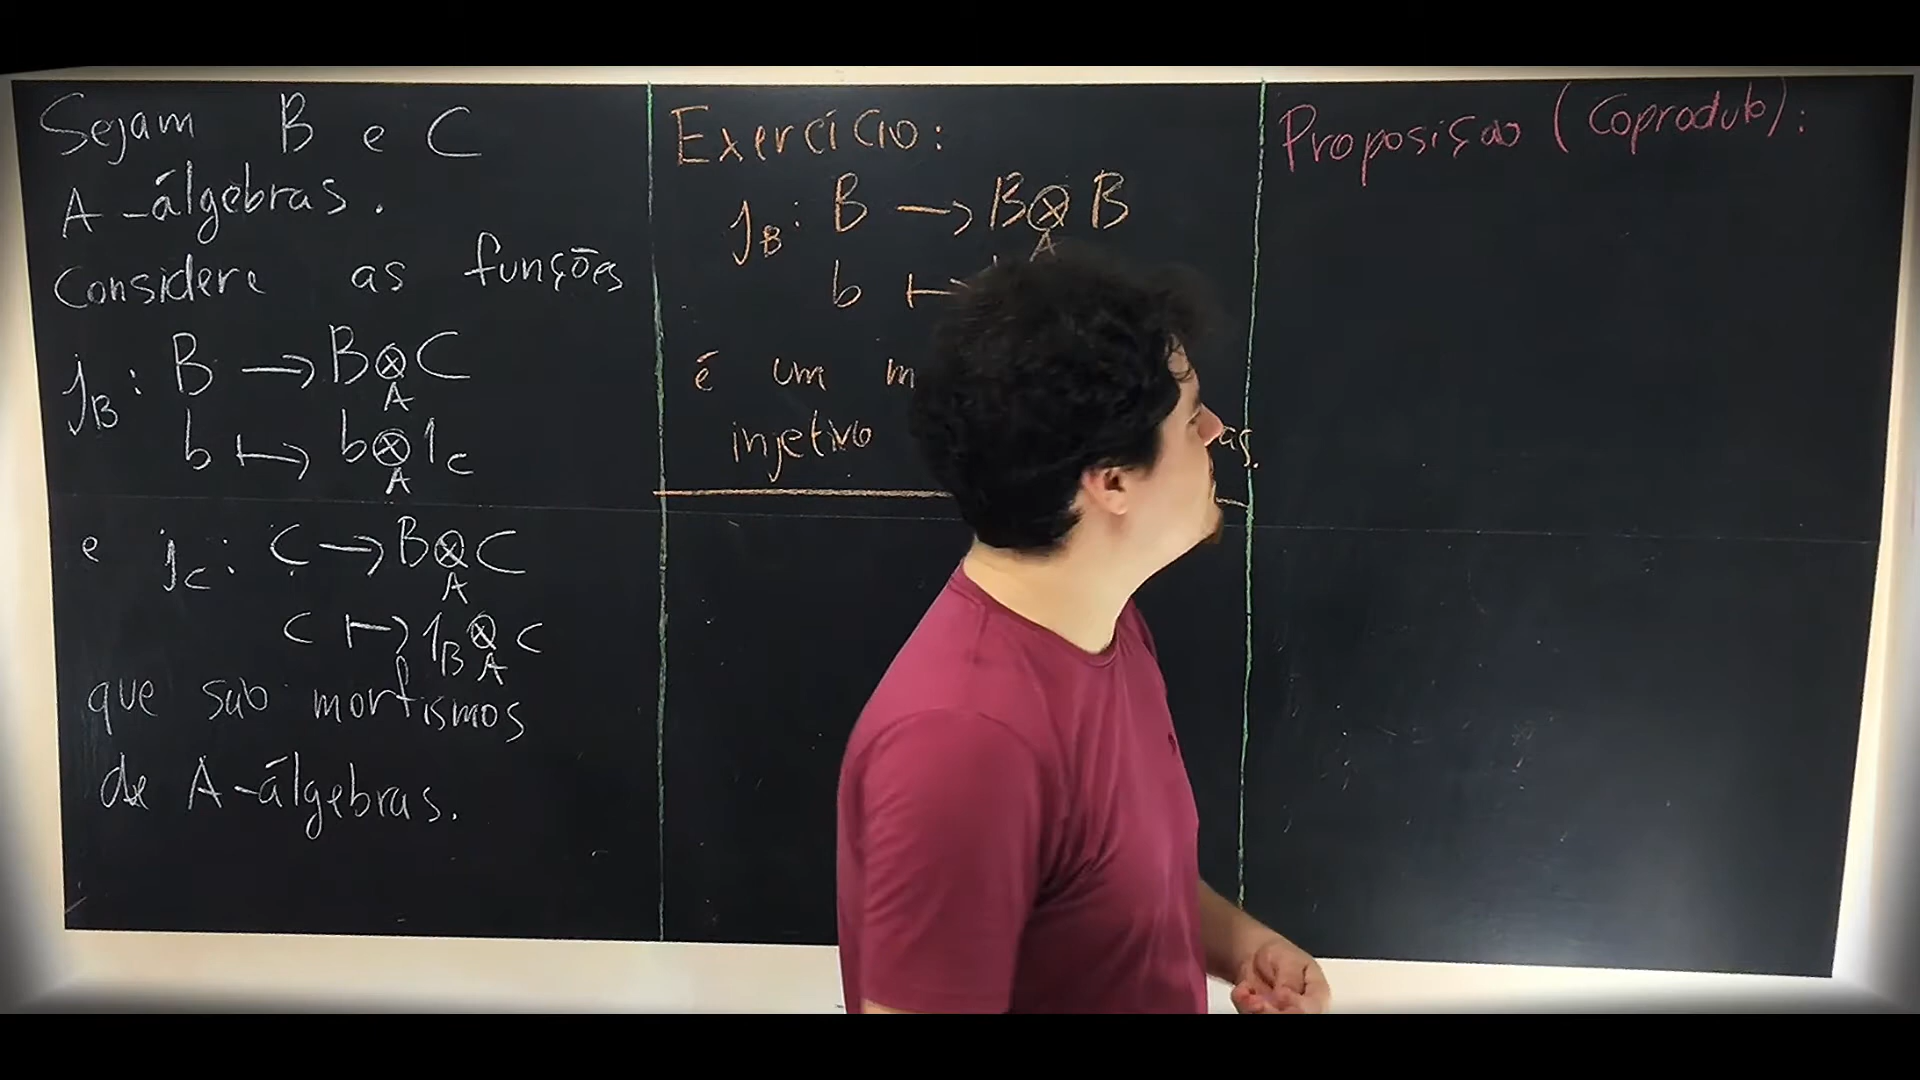 Sejam B e C
A-álgebras.
Considere as funções
j_B: B → B⊗_A C
b ↦ b⊗_A 1_C
e j_C: C → B⊗_A C
c ↦ 1_B ⊗_A c
que são morfismos
de A-álgebras.
Exercício:
j_B: B → B⊗_A B
b ↦
é um m
injetivo as.
Proposição (Coproduto):